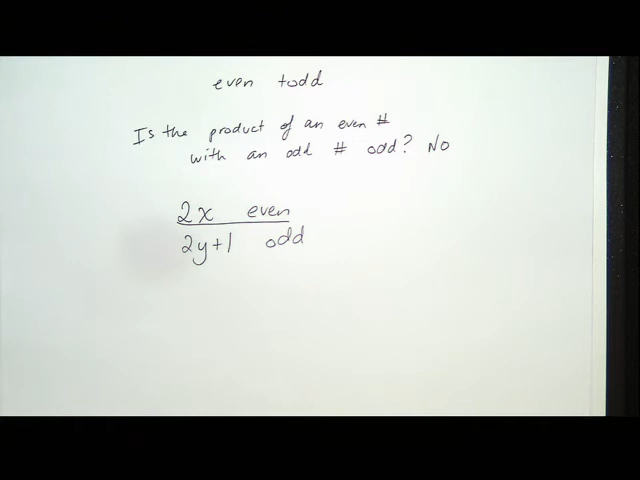 even todd
Is the product of an even #
with an odd # odd? No
2x even
2y+1 odd